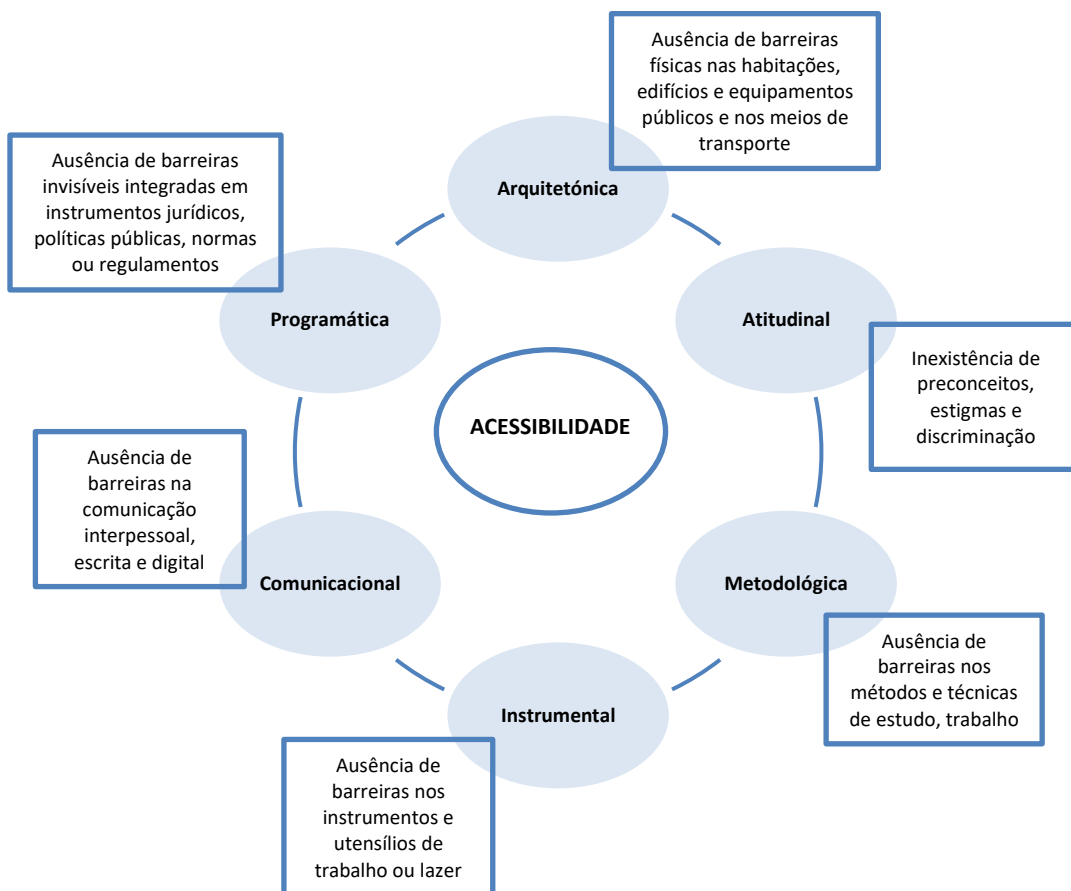 Ausência de barreiras
físicas nas habitações,
edifícios e equipamentos
públicos e nos meios de
transporte
Arquitetónica
Ausência de barreiras
invisíveis integradas em
instrumentos jurídicos,
políticas públicas, normas
ou regulamentos
Programática
Atitudinal
Inexistência de
preconceitos,
estigmas e
discriminação
ACESSIBILIDADE
Ausência de
barreiras na
comunicação
interpessoal,
escrita e digital
Comunicacional
Metodológica
Ausência de
barreiras nos
métodos e técnicas
de estudo, trabalho
Instrumental
Ausência de
barreiras nos
instrumentos e
utensílios de
trabalho ou lazer